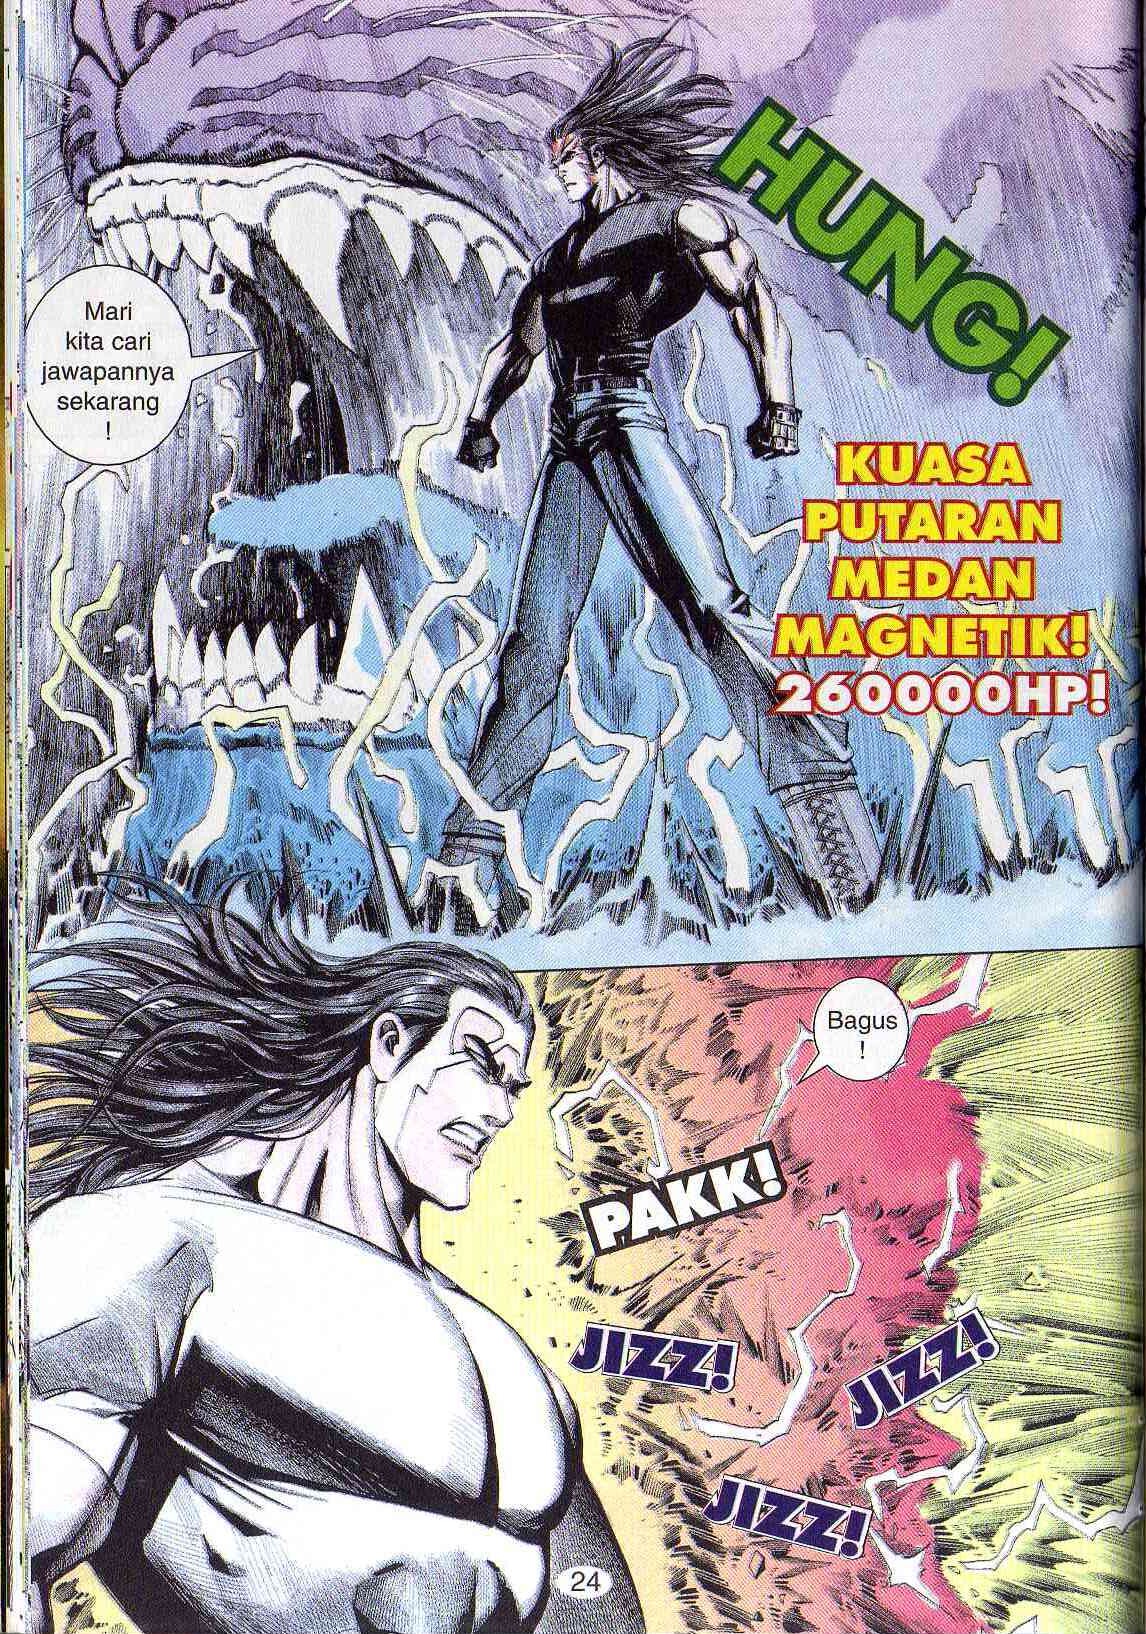 HUNG!
Mari
kita cari
jawapannya
sekarang
!
KUASA
PUTARAN
MEDAN
MAGNETIK!
260000HP!
Bagus
!
PAKK!
JIZZ!
JIZZ!
JIZZ!
24